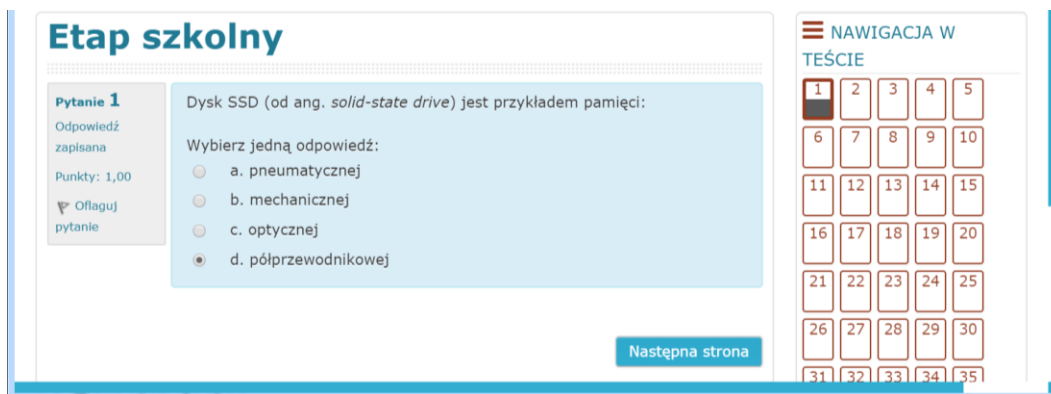 Etap szkolny
Pytanie 1
Odpowiedź
zapisana
Punkty: 1,00
Oflaguj
pytanie
Dysk SSD (od ang. solid-state drive) jest przykładem pamięci:
Wybierz jedną odpowiedź:
a. pneumatycznej
b. mechanicznej
c. optycznej
d. półprzewodnikowej
Następna strona
NAWIGACJA W
TEŚCIE
1 2 3 4 5
6 7 8 9 10
11 12 13 14 15
16 17 18 19 20
21 22 23 24 25
26 27 28 29 30
31 32 33 34 35